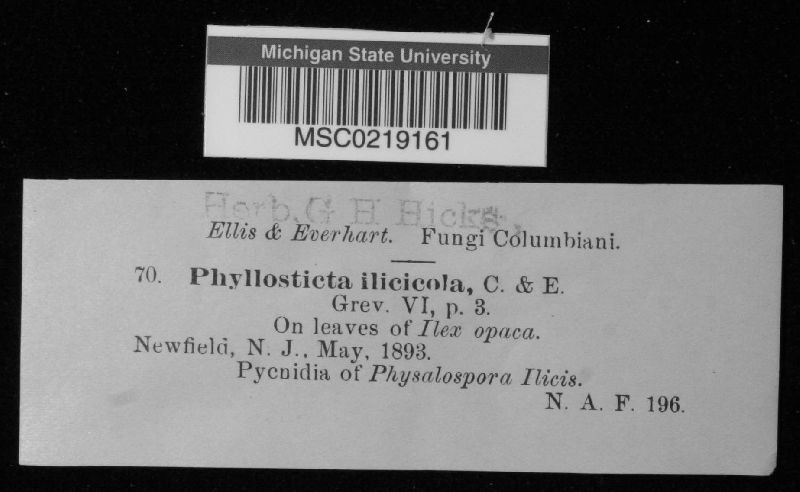 Michigan State University
MSC0219161
Herb. G H Hicks.
Ellis & Everhart. Fungi Columbiani.
70. Phyllosticta ilicicola, C. & E.
Grev. VI, p. 3.
On leaves of Ilex opaca.
Newfield, N. J., May, 1893.
Pycnidia of Physalospora Ilicis.
N. A. F. 196.